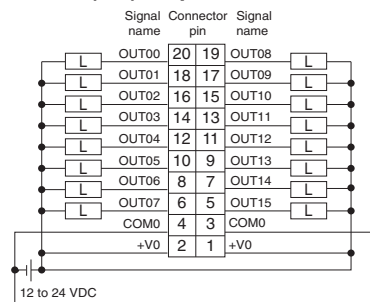 Signal name Connector pin Signal name
L OUT00 20 19 OUT08 L
L OUT01 18 17 OUT09 L
L OUT02 16 15 OUT10 L
L OUT03 14 13 OUT11 L
L OUT04 12 11 OUT12 L
L OUT05 10 9 OUT13 L
L OUT06 8 7 OUT14 L
L OUT07 6 5 OUT15 L
COM0 4 3 COM0
+V0 2 1 +V0
12 to 24 VDC